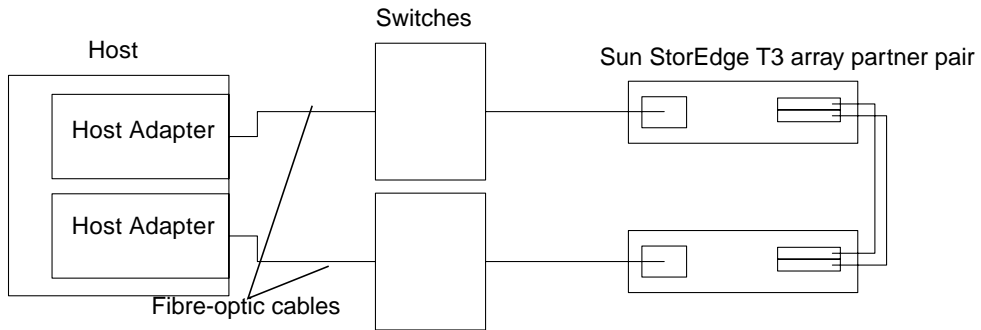 Switches
Host
Sun StorEdge T3 array partner pair
Host Adapter
Host Adapter
Fibre-optic cables